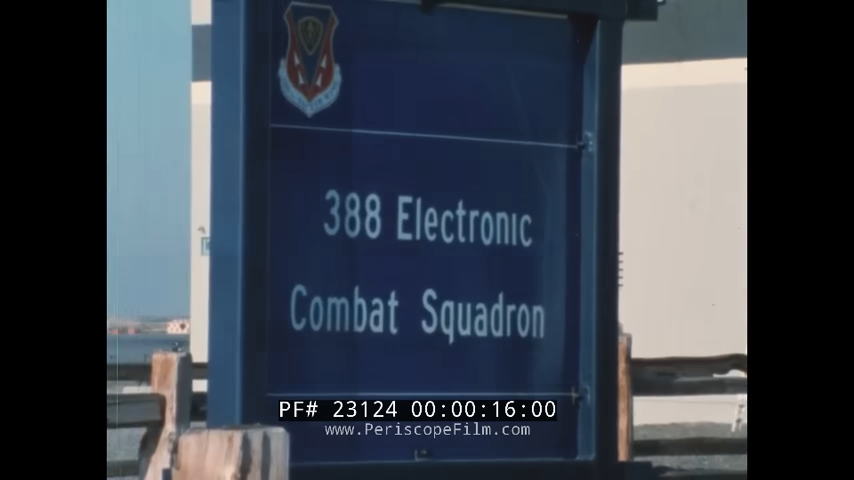 388 Electronic
Combat Squadron
PF# 23124 00:00:16:00
www.PeriscopeFilm.com